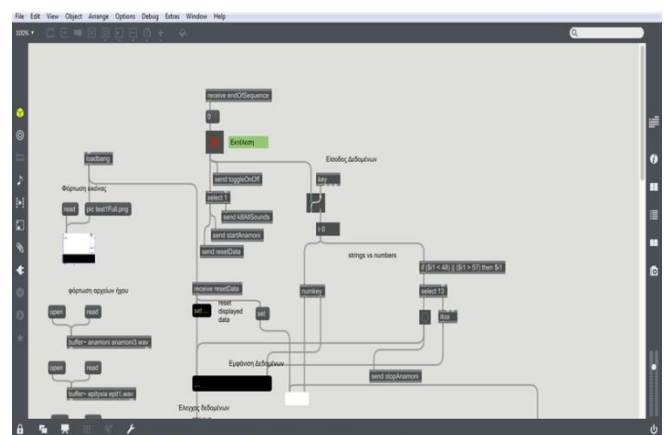 File Edit View Object Arrange Options Debug Extras Window Help
100%
receive endOfSequence
0
Εκτέλεση
loadbang
Είσοδος Δεδομένων
send toggleOnOff
key
Φόρτωση εικόνας
select 1
read
pic test1Full.png
send killAllSounds
send startAnamoni
send resetData
strings vs numbers
if ($i1 < 48) || ($i1 > 57) then $i1
φόρτωση αρχείων ήχου
receive resetData
numkey
select 13
open
read
set ...
reset
displayed
data
set
itoa
buffer~ anamoni anamoni3.wav
Εμφάνιση Δεδομένων
open
read
...
send stopAnamoni
buffer~ epityxia epit1.wav
Έλεγχος δεδομένων